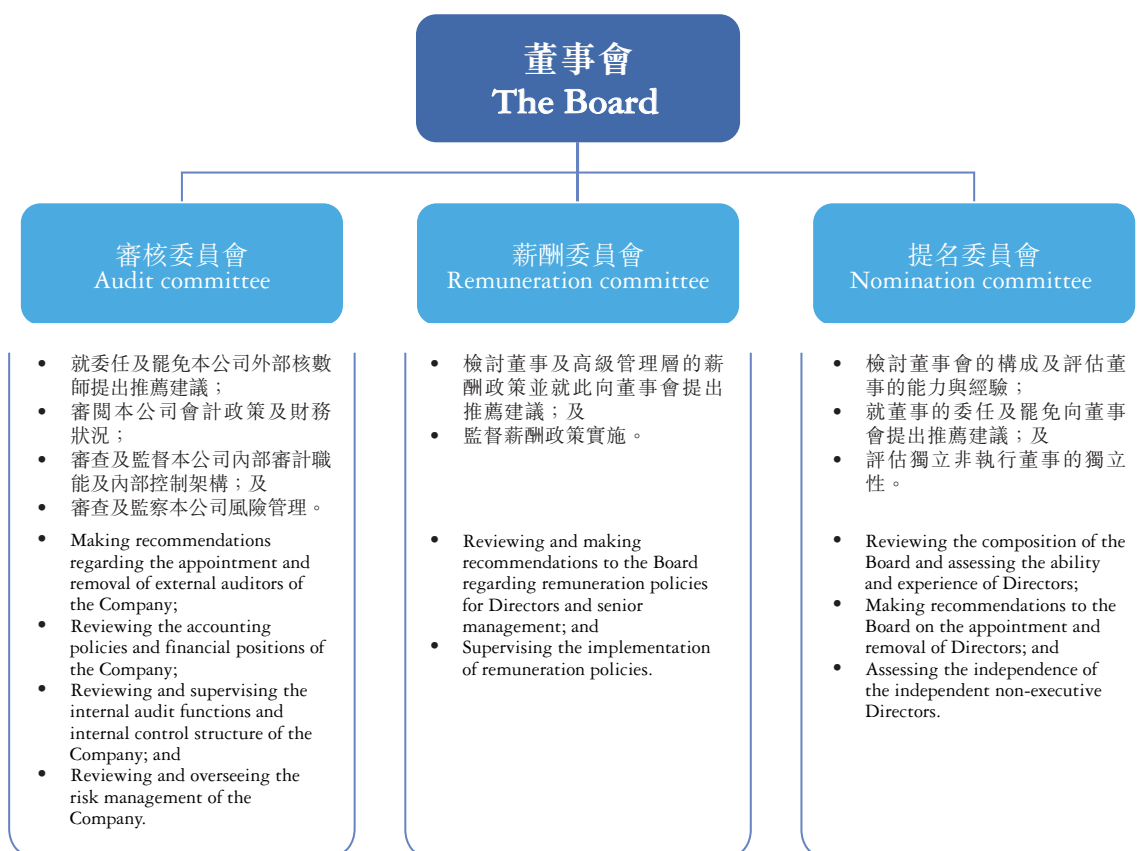 董事會
The Board
審核委員會
Audit committee
• 就委任及罷免本公司外部核數
師提出推薦建議；
• 審閱本公司會計政策及財務
狀況；
• 審查及監督本公司內部審計職
能及內部控制架構；及
• 審查及監察本公司風險管理。
• Making recommendations
regarding the appointment and
removal of external auditors of
the Company;
• Reviewing the accounting
policies and financial positions of
the Company;
• Reviewing and supervising the
internal audit functions and
internal control structure of the
Company; and
• Reviewing and overseeing the
risk management of the
Company.
薪酬委員會
Remuneration committee
• 檢討董事及高級管理層的薪
酬政策並就此向董事會提出
推薦建議；及
• 監督薪酬政策實施。
• Reviewing and making
recommendations to the Board
regarding remuneration policies
for Directors and senior
management; and
• Supervising the implementation
of remuneration policies.
提名委員會
Nomination committee
• 檢討董事會的構成及評估董
事的能力與經驗；
• 就董事的委任及罷免向董事
會提出推薦建議；及
• 評估獨立非執行董事的獨立
性。
• Reviewing the composition of the
Board and assessing the ability
and experience of Directors;
• Making recommendations to the
Board on the appointment and
removal of Directors; and
• Assessing the independence of
the independent non-executive
Directors.